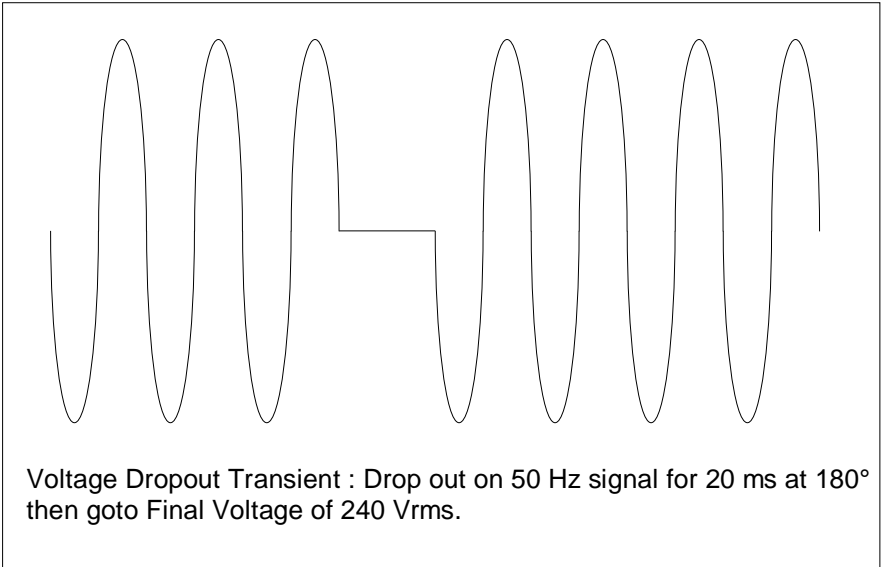 Voltage Dropout Transient : Drop out on 50 Hz signal for 20 ms at 180°
then goto Final Voltage of 240 Vrms.